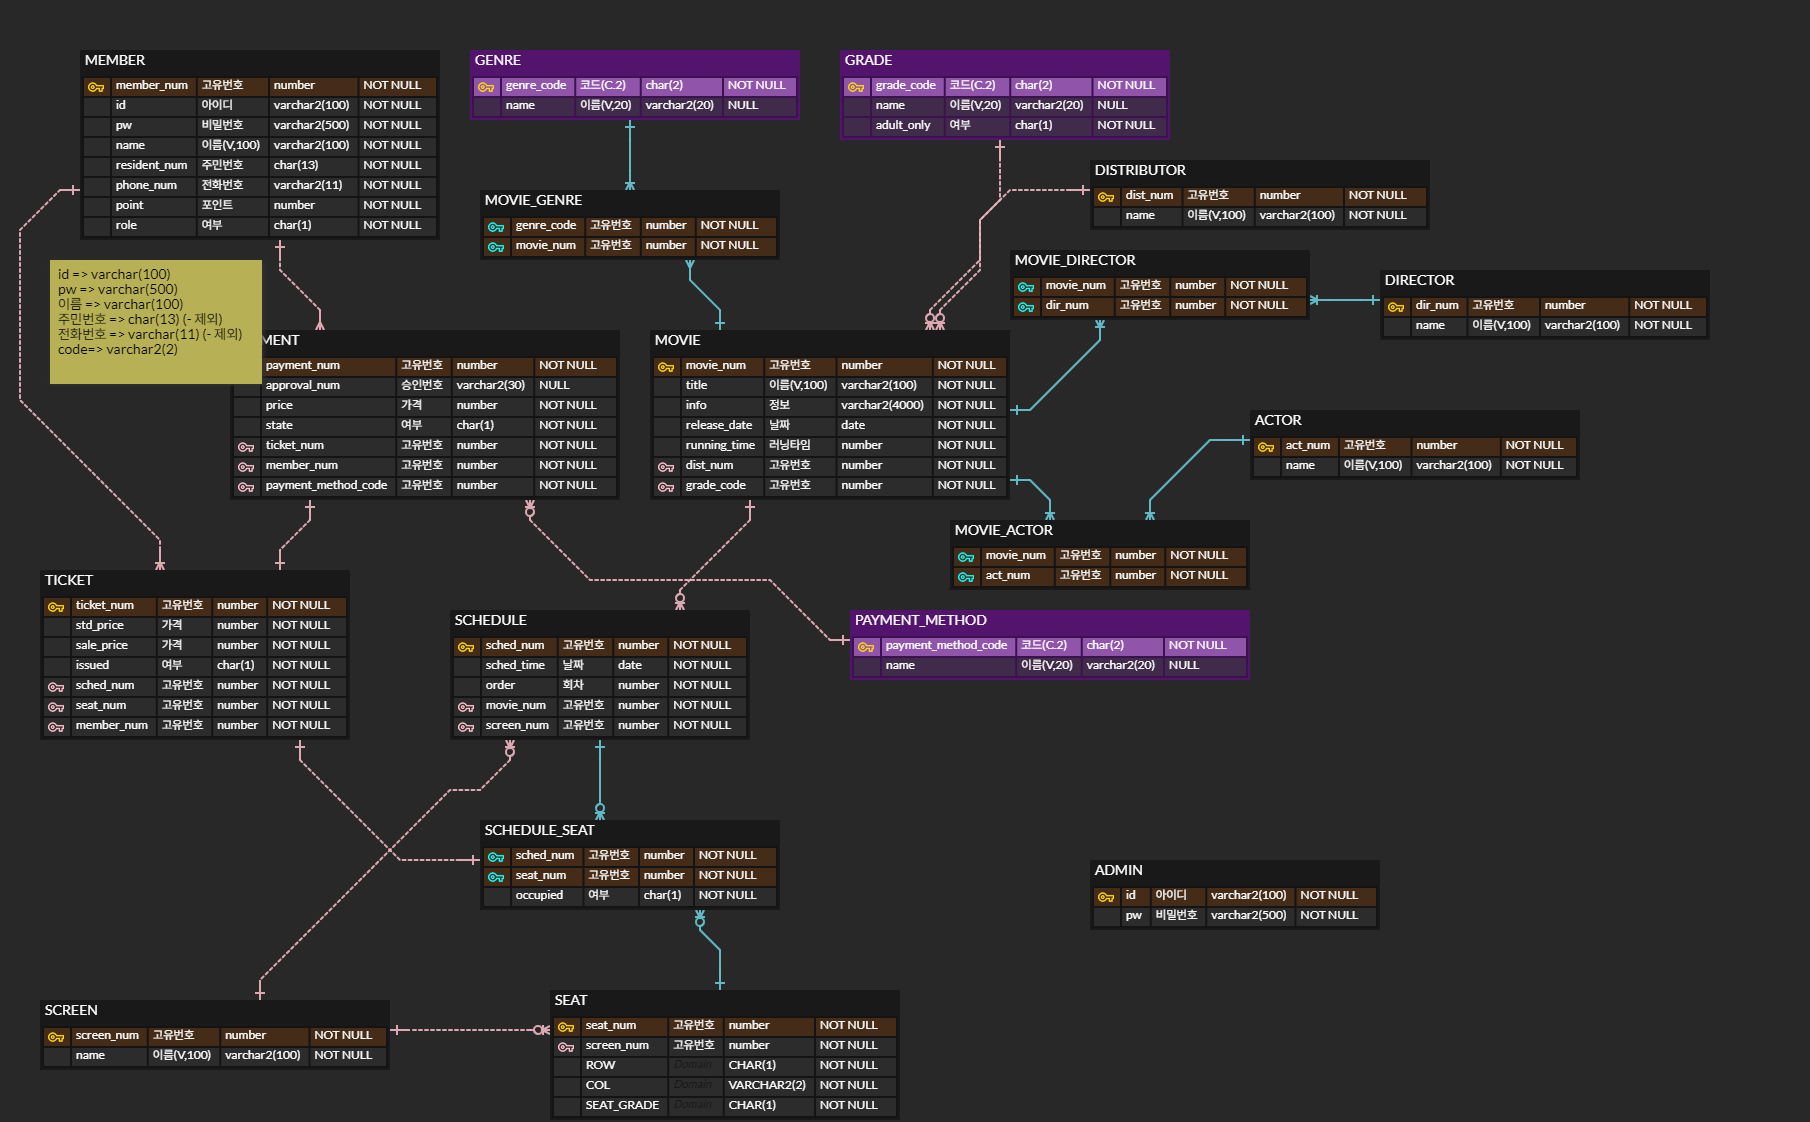 MEMBER
member_num 고유번호 number NOT NULL
id 아이디 varchar2(100) NOT NULL
pw 비밀번호 varchar2(500) NOT NULL
name 이름(V,100) varchar2(100) NOT NULL
resident_num 주민번호 char(13) NOT NULL
phone_num 전화번호 varchar2(11) NOT NULL
point 포인트 number NOT NULL
role 여부 char(1) NOT NULL
GENRE
genre_code 코드(C.2) char(2) NOT NULL
name 이름(V,20) varchar2(20) NULL
GRADE
grade_code 코드(C.2) char(2) NOT NULL
name 이름(V,20) varchar2(20) NULL
adult_only 여부 char(1) NOT NULL
DISTRIBUTOR
dist_num 고유번호 number NOT NULL
name 이름(V,100) varchar2(100) NOT NULL
MOVIE_GENRE
genre_code 고유번호 number NOT NULL
movie_num 고유번호 number NOT NULL
MOVIE_DIRECTOR
movie_num 고유번호 number NOT NULL
dir_num 고유번호 number NOT NULL
DIRECTOR
dir_num 고유번호 number NOT NULL
name 이름(V,100) varchar2(100) NOT NULL
id => varchar(100)
pw => varchar(500)
이름 => varchar(100)
주민번호 => char(13) (- 제외)
전화번호 => varchar(11) (- 제외)
code=> varchar2(2)
MENT
payment_num 고유번호 number NOT NULL
approval_num 승인번호 varchar2(30) NULL
price 가격 number NOT NULL
state 여부 char(1) NOT NULL
ticket_num 고유번호 number NOT NULL
member_num 고유번호 number NOT NULL
payment_method_code 고유번호 number NOT NULL
MOVIE
movie_num 고유번호 number NOT NULL
title 이름(V,100) varchar2(100) NOT NULL
info 정보 varchar2(4000) NOT NULL
release_date 날짜 date NOT NULL
running_time 러닝타임 number NOT NULL
dist_num 고유번호 number NOT NULL
grade_code 고유번호 number NOT NULL
ACTOR
act_num 고유번호 number NOT NULL
name 이름(V,100) varchar2(100) NOT NULL
MOVIE_ACTOR
movie_num 고유번호 number NOT NULL
act_num 고유번호 number NOT NULL
TICKET
ticket_num 고유번호 number NOT NULL
std_price 가격 number NOT NULL
sale_price 가격 number NOT NULL
issued 여부 char(1) NOT NULL
sched_num 고유번호 number NOT NULL
seat_num 고유번호 number NOT NULL
member_num 고유번호 number NOT NULL
SCHEDULE
sched_num 고유번호 number NOT NULL
sched_time 날짜 date NOT NULL
order 회차 number NOT NULL
movie_num 고유번호 number NOT NULL
screen_num 고유번호 number NOT NULL
PAYMENT_METHOD
payment_method_code 코드(C.2) char(2) NOT NULL
name 이름(V,20) varchar2(20) NULL
SCHEDULE_SEAT
sched_num 고유번호 number NOT NULL
seat_num 고유번호 number NOT NULL
occupied 여부 char(1) NOT NULL
ADMIN
id 아이디 varchar2(100) NOT NULL
pw 비밀번호 varchar2(500) NOT NULL
SCREEN
screen_num 고유번호 number NOT NULL
name 이름(V,100) varchar2(100) NOT NULL
SEAT
seat_num 고유번호 number NOT NULL
screen_num 고유번호 number NOT NULL
ROW Domain CHAR(1) NOT NULL
COL Domain VARCHAR2(2) NOT NULL
SEAT_GRADE Domain CHAR(1) NOT NULL